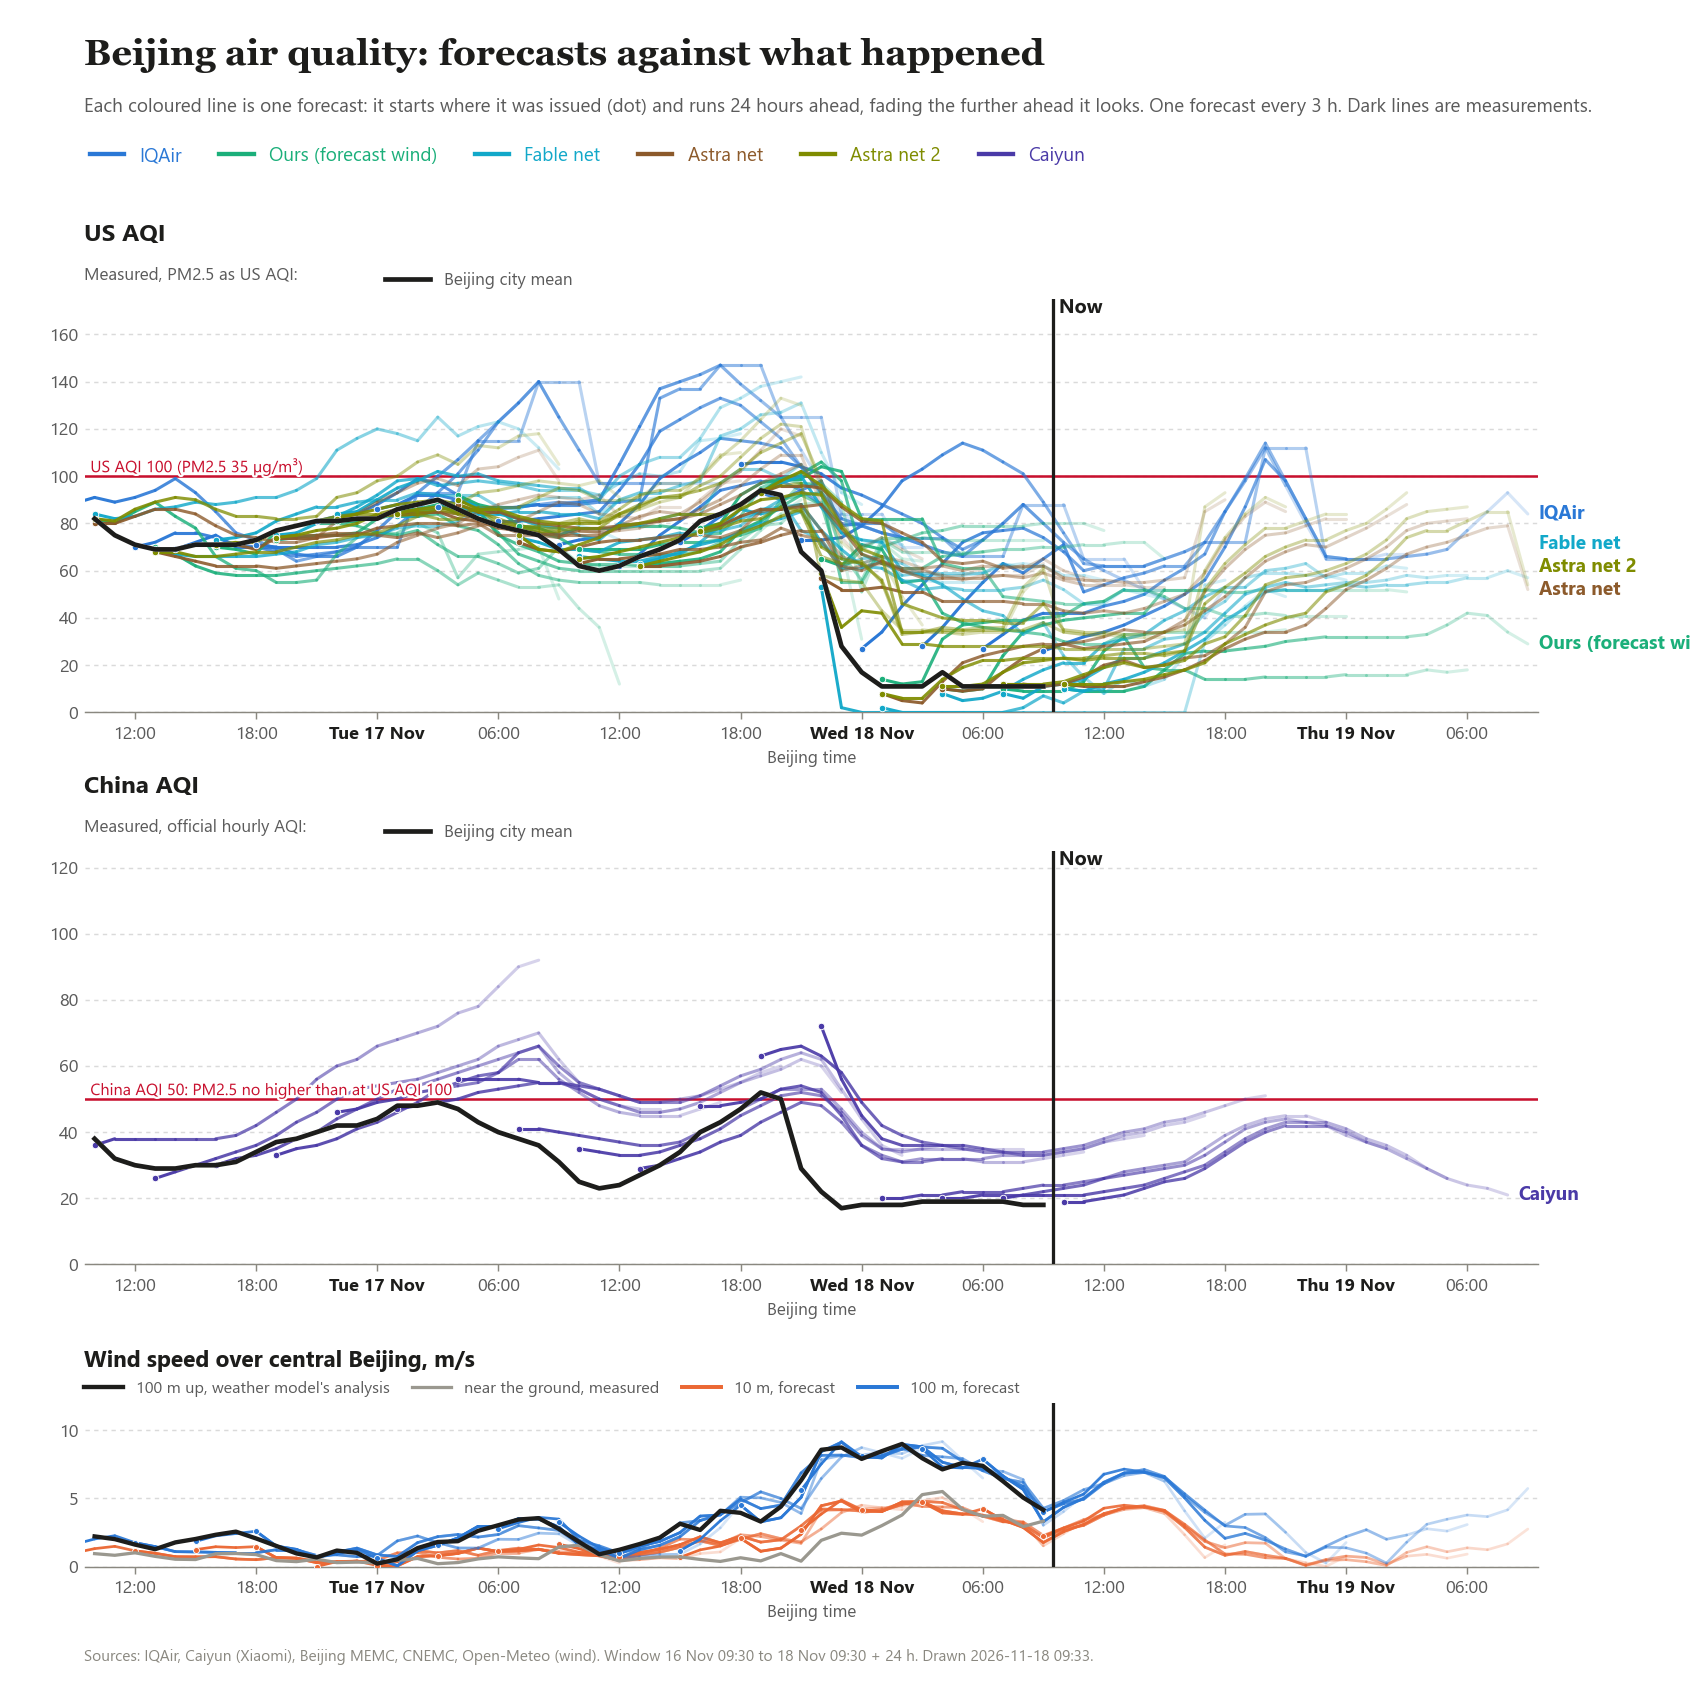 Beijing air quality: forecasts against what happened
Each coloured line is one forecast: it starts where it was issued (dot) and runs 24 hours ahead, fading the further ahead it looks. One forecast every 3 h. Dark lines are measurements.
IQAir Ours (forecast wind) Fable net Astra net Astra net 2 Caiyun
US AQI
Measured, PM2.5 as US AQI: Beijing city mean
Now
160
140
120
US AQI 100 (PM2.5 35 µg/m³)
100
80
60
40
20
0
IQAir
Fable net
Astra net 2
Astra net
Ours (forecast wi
12:00 18:00 Tue 17 Nov 06:00 12:00 18:00 Wed 18 Nov 06:00 12:00 18:00 Thu 19 Nov 06:00
Beijing time
China AQI
Measured, official hourly AQI: Beijing city mean
Now
120
100
80
60
China AQI 50: PM2.5 no higher than at US AQI 100
40
20
0
Caiyun
12:00 18:00 Tue 17 Nov 06:00 12:00 18:00 Wed 18 Nov 06:00 12:00 18:00 Thu 19 Nov 06:00
Beijing time
Wind speed over central Beijing, m/s
100 m up, weather model's analysis near the ground, measured 10 m, forecast 100 m, forecast
10
5
0
12:00 18:00 Tue 17 Nov 06:00 12:00 18:00 Wed 18 Nov 06:00 12:00 18:00 Thu 19 Nov 06:00
Beijing time
Sources: IQAir, Caiyun (Xiaomi), Beijing MEMC, CNEMC, Open-Meteo (wind). Window 16 Nov 09:30 to 18 Nov 09:30 + 24 h. Drawn 2026-11-18 09:33.